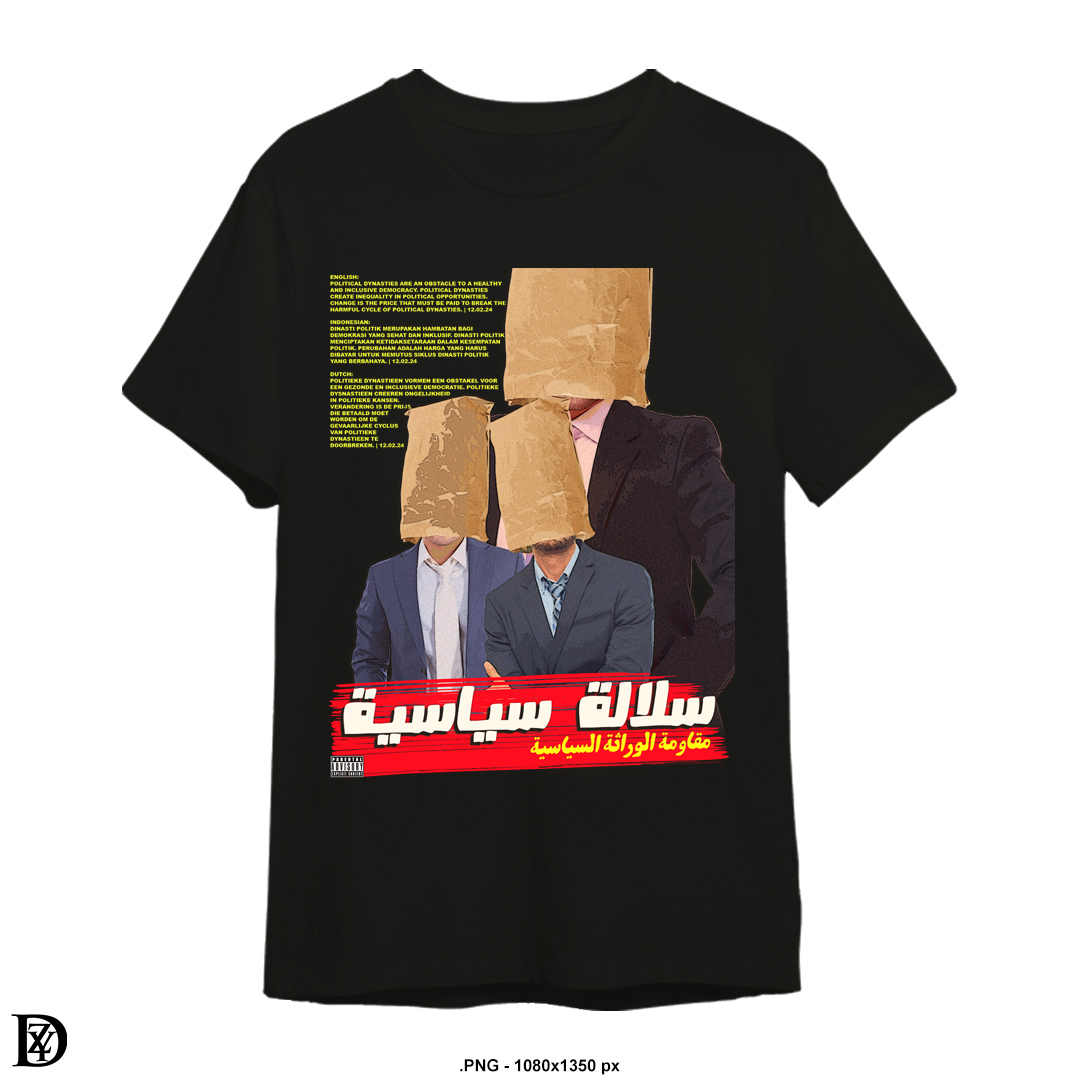 ENGLISH:
POLITICAL DYNASTIES ARE AN OBSTACLE TO A HEALTHY
AND INCLUSIVE DEMOCRACY. POLITICAL DYNASTIES
CREATE INEQUALITY IN POLITICAL OPPORTUNITIES.
CHANGE IS THE PRICE THAT MUST BE PAID TO BREAK THE
HARMFUL CYCLE OF POLITICAL DYNASTIES. | 12.02.24
INDONESIAN:
DINASTI POLITIK MERUPAKAN HAMBATAN BAGI
DEMOKRASI YANG SEHAT DAN INKLUSIF. DINASTI POLITIK
MENCIPTAKAN KETIDAKSETARAAN DALAM KESEMPATAN
POLITIK. PERUBAHAN ADALAH HARGA YANG HARUS
DIBAYAR UNTUK MEMUTUS SIKLUS DINASTI POLITIK
YANG BERBAHAYA. | 12.02.24
DUTCH:
POLITIEKE DYNASTIEEN VORMEN EEN OBSTAKEL VOOR
EEN GEZONDE EN INCLUSIEVE DEMOCRATIE. POLITIEKE
DYSNASTIEEN CREEREN ONGELIJKHEID
IN POLITIEKE KANSEN.
VERANDERING IS DE PRIJS
DIE BETAALD MOET
WORDEN OM DE
GEVAARLIJKE CYCLUS
VAN POLITIEKE
DYNASTIEEN TE
DOORBREKEN. | 12.02.24
سلالة سياسية
مقاومة الوراثة السياسية
PARENTAL
ADVISORY
EXPLICIT CONTENT
.PNG - 1080x1350 px